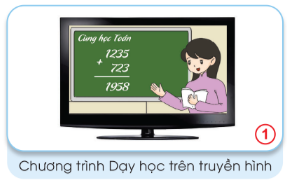 Cùng học Toán
1235
+
723
1958
1
Chương trình Dạy học trên truyền hình